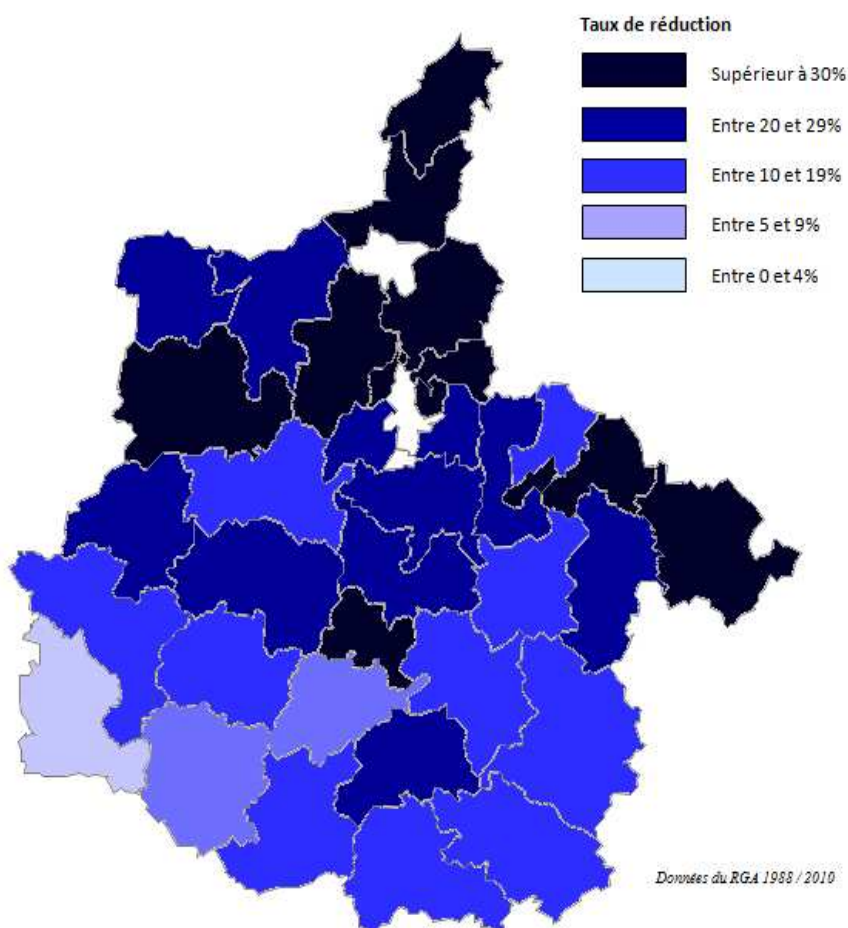 Taux de réduction
Supérieur à 30%
Entre 20 et 29%
Entre 10 et 19%
Entre 5 et 9%
Entre 0 et 4%
Données du RGA 1988 / 2010